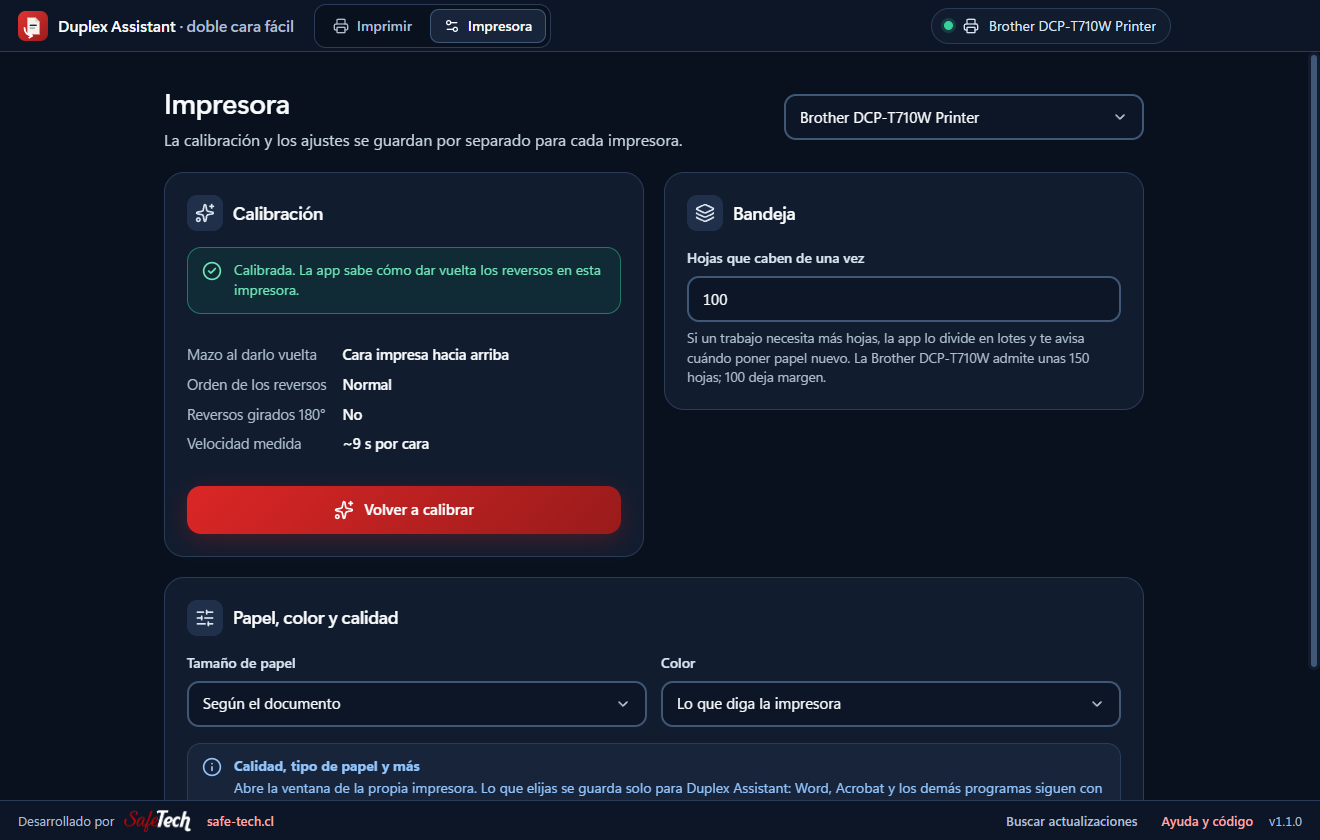 Duplex Assistant · doble cara fácil
Imprimir
Impresora
Brother DCP-T710W Printer
Impresora
La calibración y los ajustes se guardan por separado para cada impresora.
Brother DCP-T710W Printer
Calibración
Calibrada. La app sabe cómo dar vuelta los reversos en esta
impresora.
Mazo al darlo vuelta Cara impresa hacia arriba
Orden de los reversos Normal
Reversos girados 180° No
Velocidad medida ~9 s por cara
Volver a calibrar
Bandeja
Hojas que caben de una vez
100
Si un trabajo necesita más hojas, la app lo divide en lotes y te avisa
cuándo poner papel nuevo. La Brother DCP-T710W admite unas 150
hojas; 100 deja margen.
Papel, color y calidad
Tamaño de papel
Según el documento
Color
Lo que diga la impresora
Calidad, tipo de papel y más
Abre la ventana de la propia impresora. Lo que elijas se guarda solo para Duplex Assistant: Word, Acrobat y los demás programas siguen con
Desarrollado por SafeTech safe-tech.cl
Buscar actualizaciones Ayuda y código v1.1.0